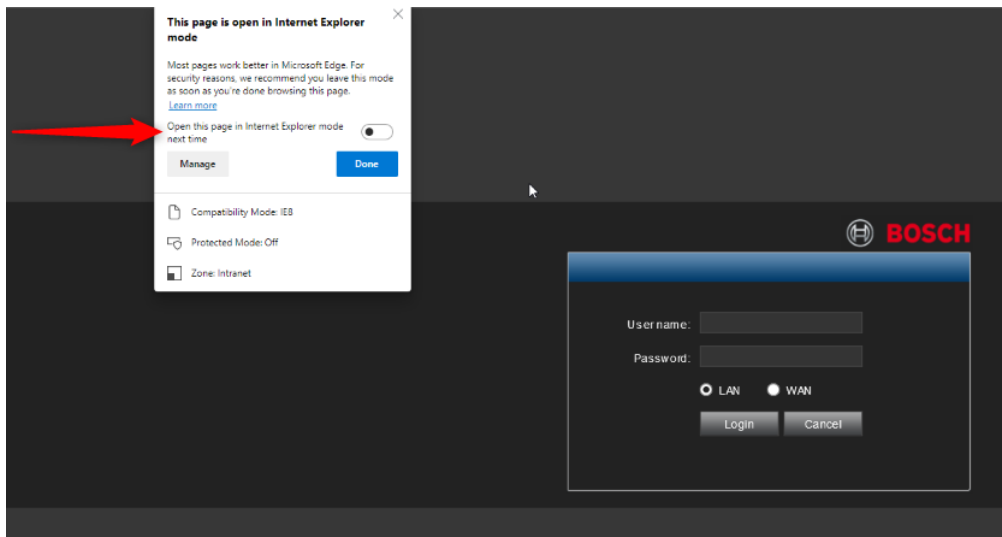 This page is open in Internet Explorer
mode
Most pages work better in Microsoft Edge. For
security reasons, we recommend you leave this mode
as soon as you're done browsing this page.
Learn more
Open this page in Internet Explorer mode
next time
Manage
Done
Compatibility Mode: IE8
Protected Mode: Off
Zone: Intranet
BOSCH
Username:
Password:
LAN WAN
Login Cancel